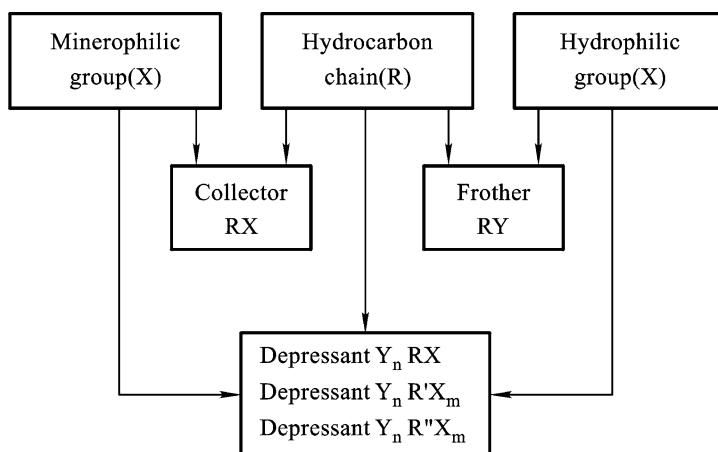 Minerophilic
group(X)
Hydrocarbon
chain(R)
Hydrophilic
group(X)
Collector
RX
Frother
RY
Depressant Yₙ RX
Depressant Yₙ R'Xₘ
Depressant Yₙ R"Xₘ